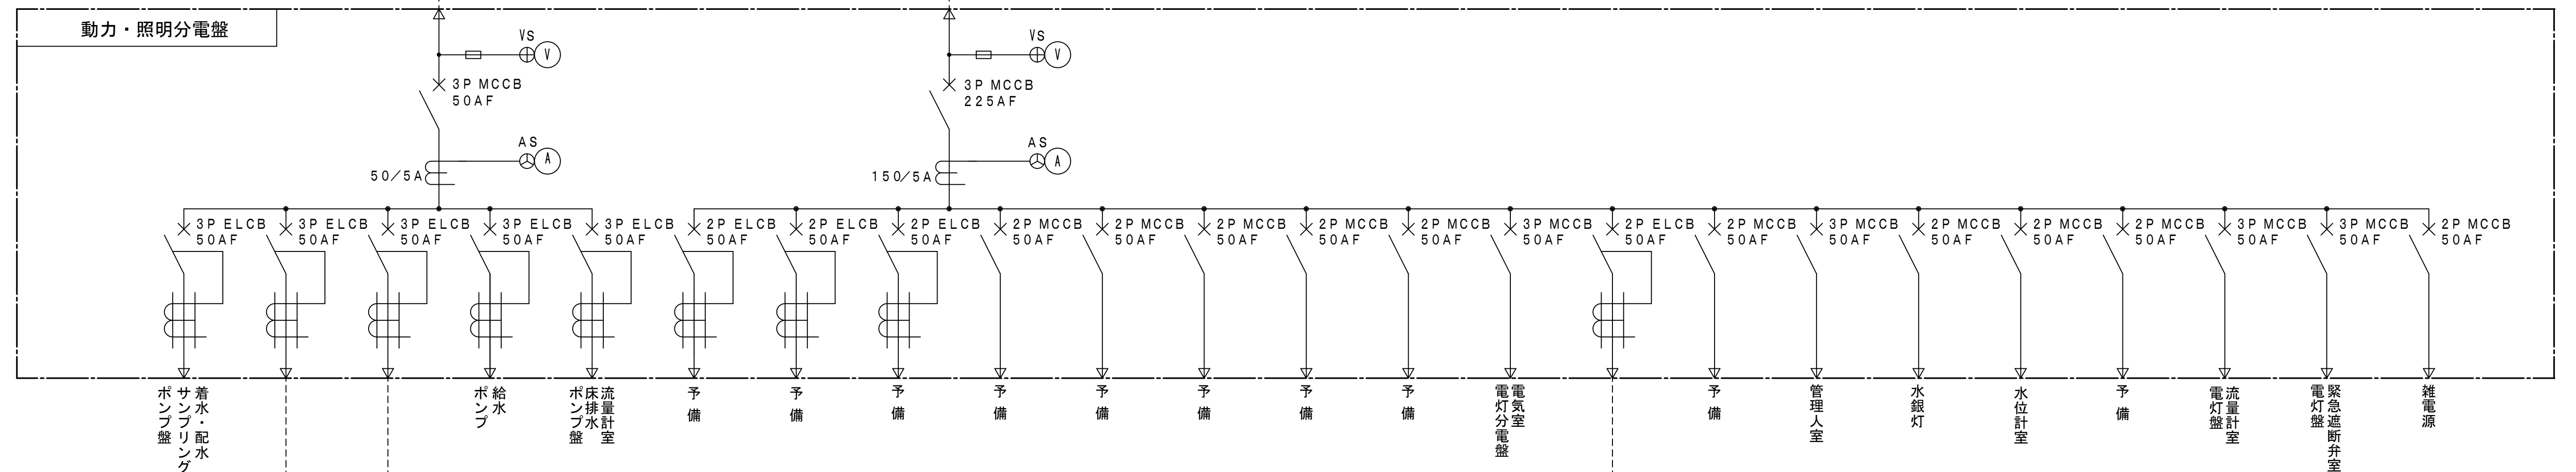 動力・照明分電盤
VS
V
3P MCCB
50AF
AS
A
50/5A
VS
V
3P MCCB
225AF
AS
A
150/5A
3P ELCB
50AF
3P ELCB
50AF
3P ELCB
50AF
3P ELCB
50AF
3P ELCB
50AF
2P ELCB
50AF
2P ELCB
50AF
2P ELCB
50AF
2P MCCB
50AF
2P MCCB
50AF
2P MCCB
50AF
2P MCCB
50AF
2P MCCB
50AF
3P MCCB
50AF
2P ELCB
50AF
2P MCCB
50AF
3P MCCB
50AF
2P MCCB
50AF
2P MCCB
50AF
2P MCCB
50AF
3P MCCB
50AF
3P MCCB
50AF
2P MCCB
50AF
着水・配水
サンプリング
ポンプ盤
給水
ポンプ
流量計室
床排水
ポンプ盤
予備
予備
予備
予備
予備
予備
予備
予備
電気室
電灯分電盤
予備
管理人室
水銀灯
水位計室
予備
流量計室
電灯盤
緊急遮断弁室
電灯盤
雑電源